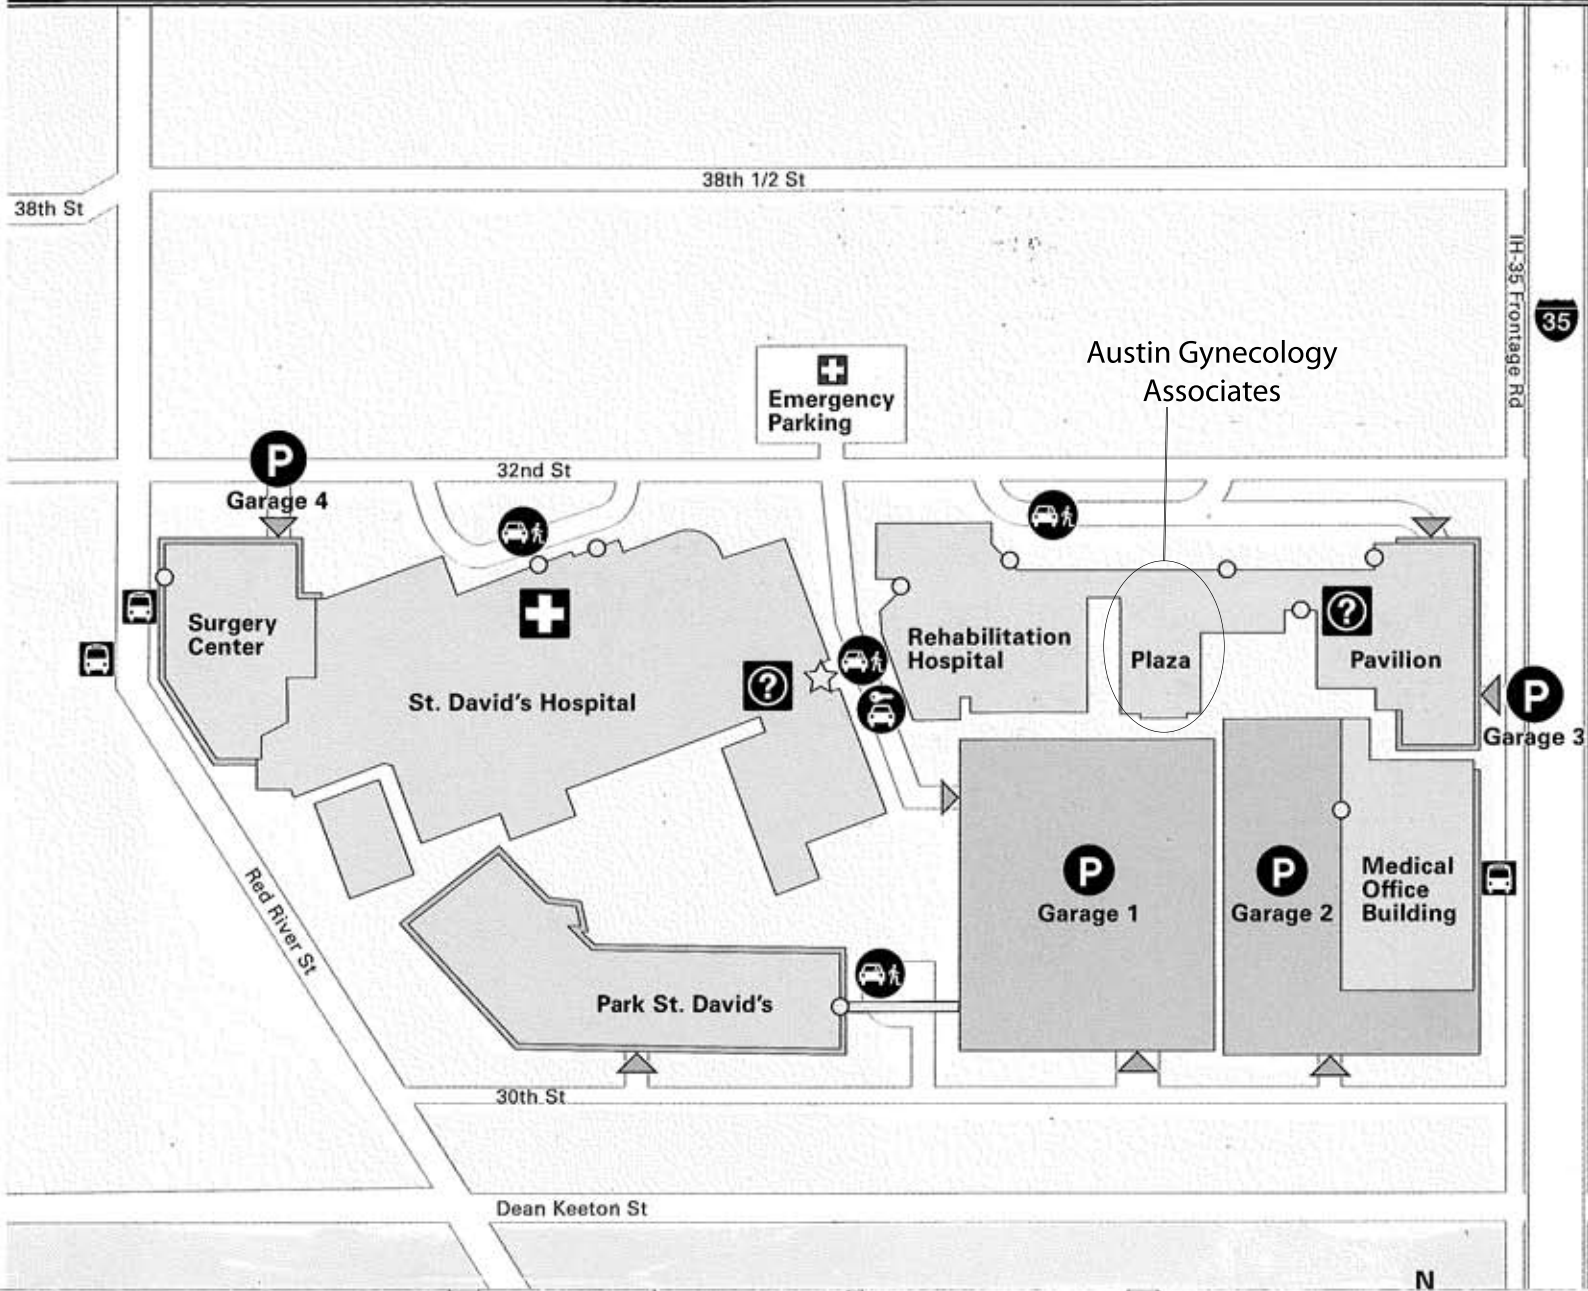 38th 1/2 St
38th St
IH-35 Frontage Rd
35
Austin Gynecology
Associates
Emergency
Parking
P
32nd St
Garage 4
?
Surgery
Center
Rehabilitation
Hospital
Plaza
Pavilion
?
St. David's Hospital
P
Garage 3
P
Garage 1
P
Garage 2
Medical
Office
Building
Red River St
Park St. David's
30th St
Dean Keeton St
N